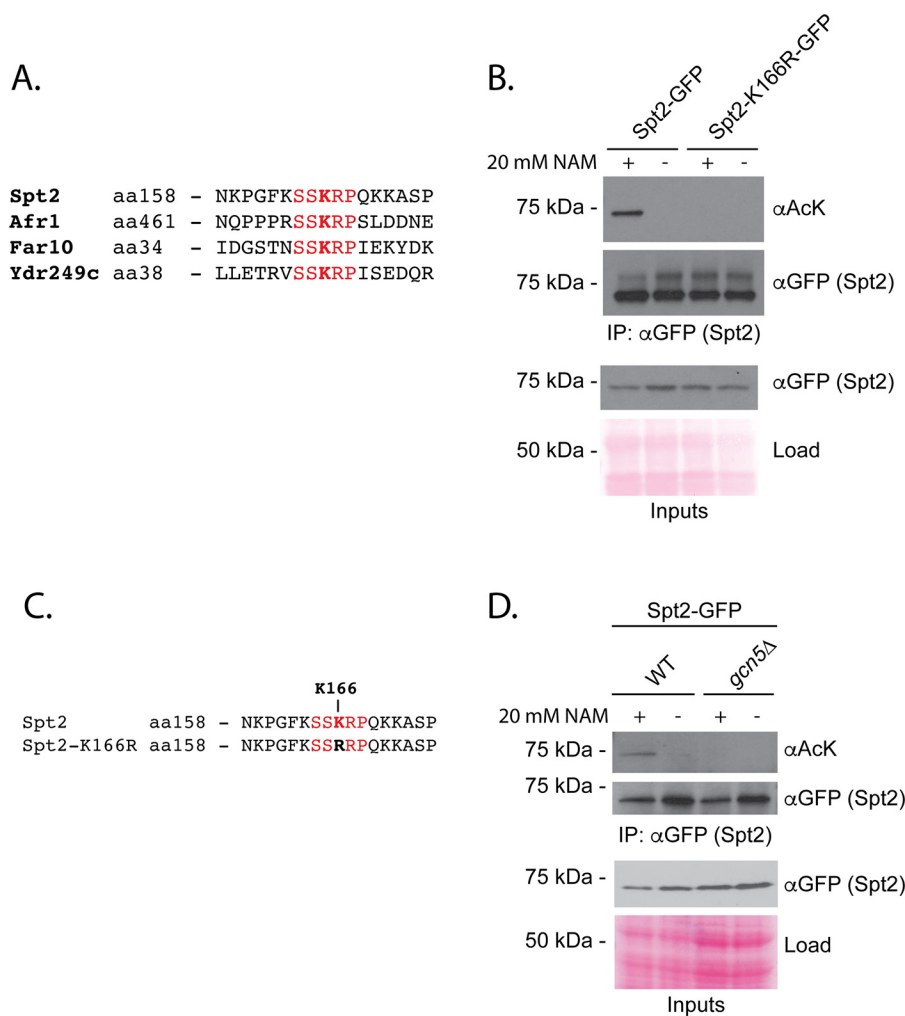 A.
Spt2 aa158 – NKPGFKSSKRPQKKASP
Afr1 aa461 – NQPPPRSSKRPSLDDNE
Far10 aa34 – IDGSTNSSKRPIEKYDK
Ydr249c aa38 – LLETRVSSKRPISEDQR
B.
Spt2-GFP
Spt2-K166R-GFP
20 mM NAM + - + -
75 kDa - αAcK
75 kDa - αGFP (Spt2)
IP: αGFP (Spt2)
75 kDa - αGFP (Spt2)
50 kDa - Load
Inputs
C.
K166
Spt2 aa158 – NKPGFKSSKRPQKKASP
Spt2-K166R aa158 – NKPGFKSSRRPQKKASP
D.
Spt2-GFP
WT gcn5Δ
20 mM NAM + - + -
75 kDa - αAcK
75 kDa - αGFP (Spt2)
IP: αGFP (Spt2)
75 kDa - αGFP (Spt2)
50 kDa - Load
Inputs